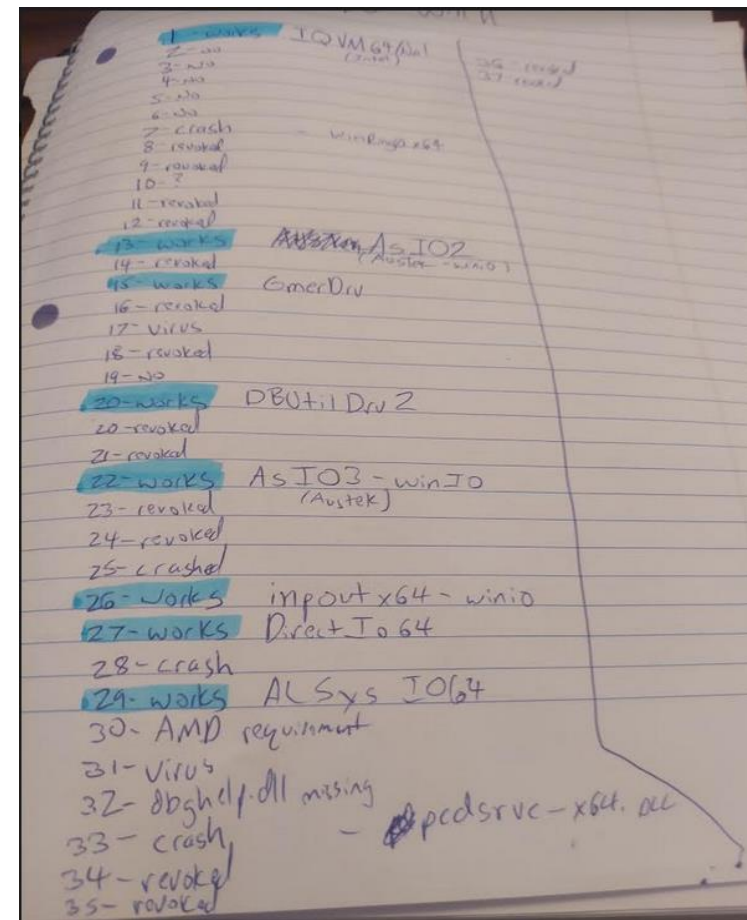 1 - works IQVM64/Nal
(Intel)
2 - NO
3 - NO
4 - NO
5 - NO
6 - NO
7 - crash - winRing0x64
8 - revoked
9 - revoked
10 - ?
11 - revoked
12 - revoked
13 - works AsIO2
(Austek - winio)
14 - revoked
15 - works GmerDrv
16 - revoked
17 - virus
18 - revoked
19 - NO
20 - works DBUtilDrv2
20 - revoked
21 - revoked
22 - works AsIO3 - winIo
(Austek)
23 - revoked
24 - revoked
25 - crashed
26 - works inpoutx64 - winio
27 - works DirectIo64
28 - crash
29 - works ALSysIO64
30 - AMD requirment
31 - virus
32 - dbghelp.dll missing
33 - crash - pcdsrvc-x64.
34 - revoked
35 - revoked
36 - revoked
37 - revoked